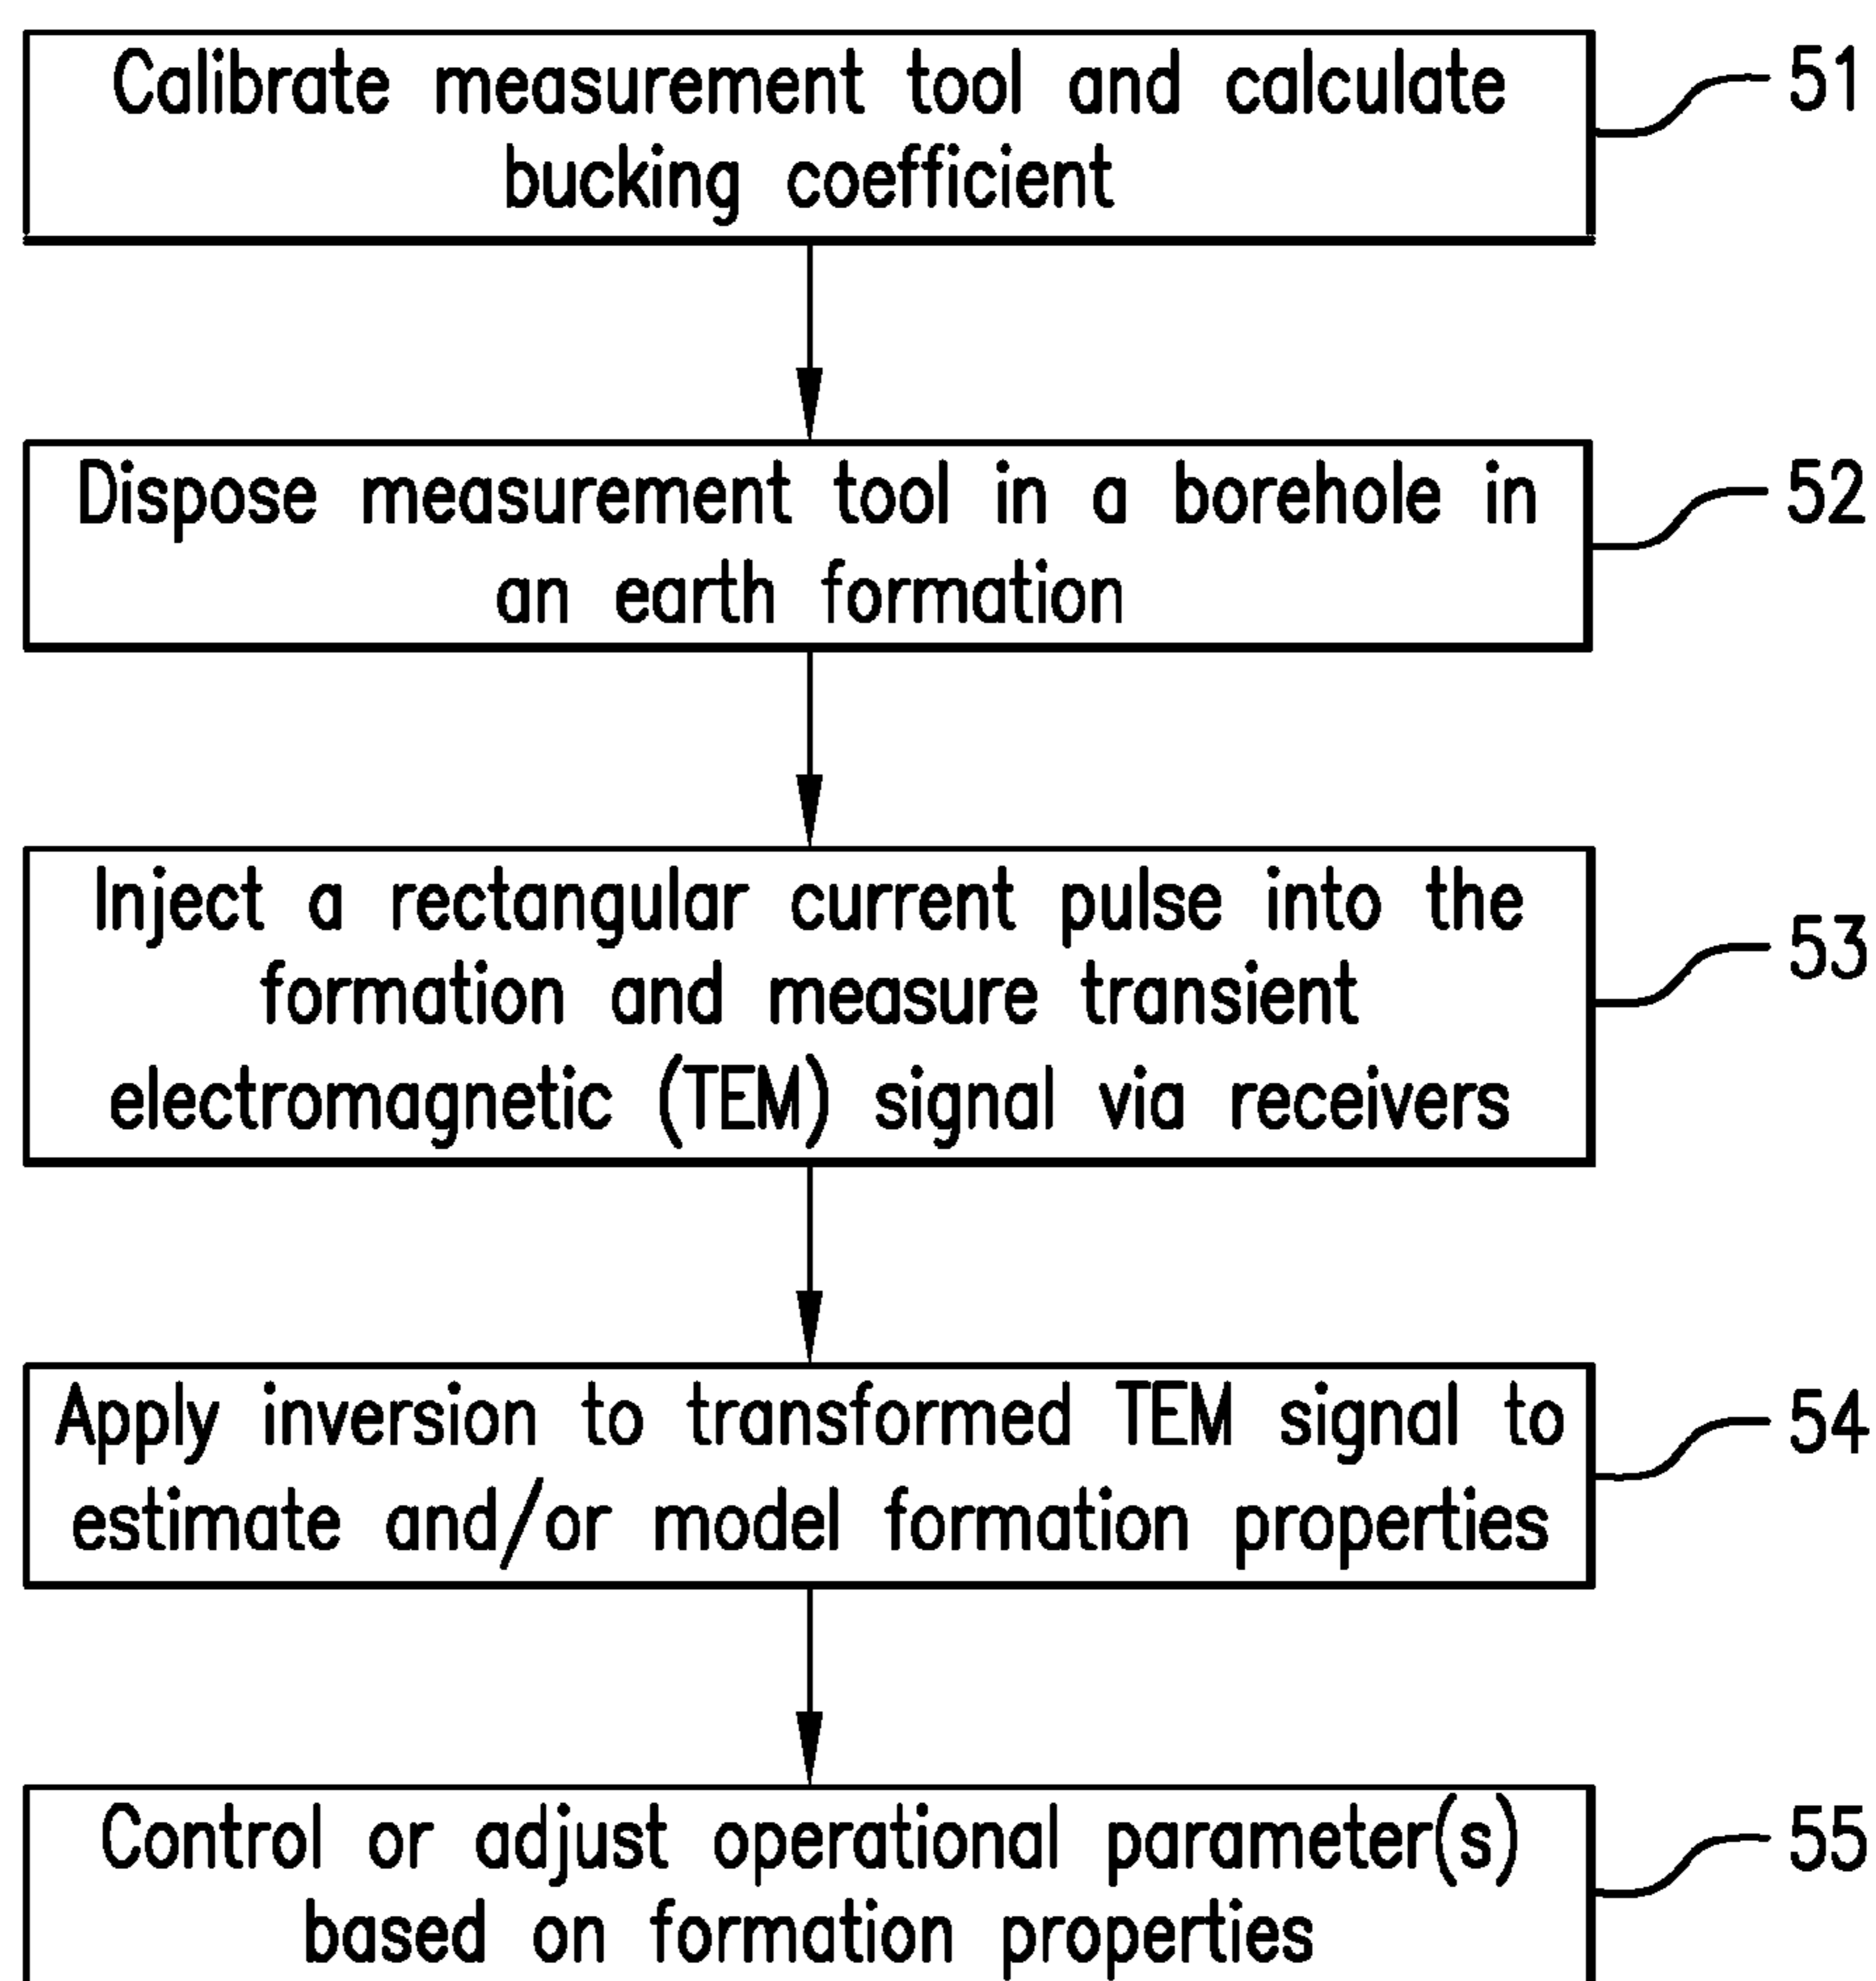 Calibrate measurement tool and calculate
bucking coefficient
51
Dispose measurement tool in a borehole in
an earth formation
52
Inject a rectangular current pulse into the
formation and measure transient
electromagnetic (TEM) signal via receivers
53
Apply inversion to transformed TEM signal to
estimate and/or model formation properties
54
Control or adjust operational parameter(s)
based on formation properties
55